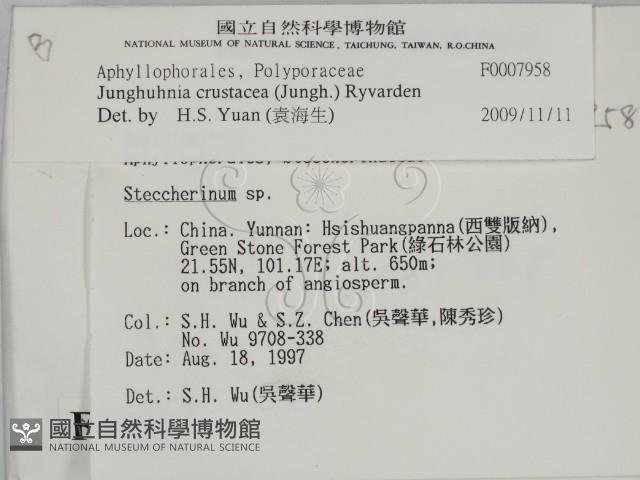 國立自然科學博物館
NATIONAL MUSEUM OF NATURAL SCIENCE, TAICHUNG, TAIWAN, R.O.CHINA
Aphyllophorales, Polyporaceae F0007958
Junghuhnia crustacea (Jungh.) Ryvarden
Det. by H.S. Yuan (袁海生) 2009/11/11
258
Steccherinum sp.
Loc.: China. Yunnan: Hsishuangpanna(西雙版納),
Green Stone Forest Park(綠石林公園)
21.55N, 101.17E; alt. 650m;
on branch of angiosperm.
Col.: S.H. Wu & S.Z. Chen(吳聲華,陳秀珍)
No. Wu 9708-338
Date: Aug. 18, 1997
Det.: S.H. Wu(吳聲華)
F
國立自然科學博物館
NATIONAL MUSEUM OF NATURAL SCIENCE